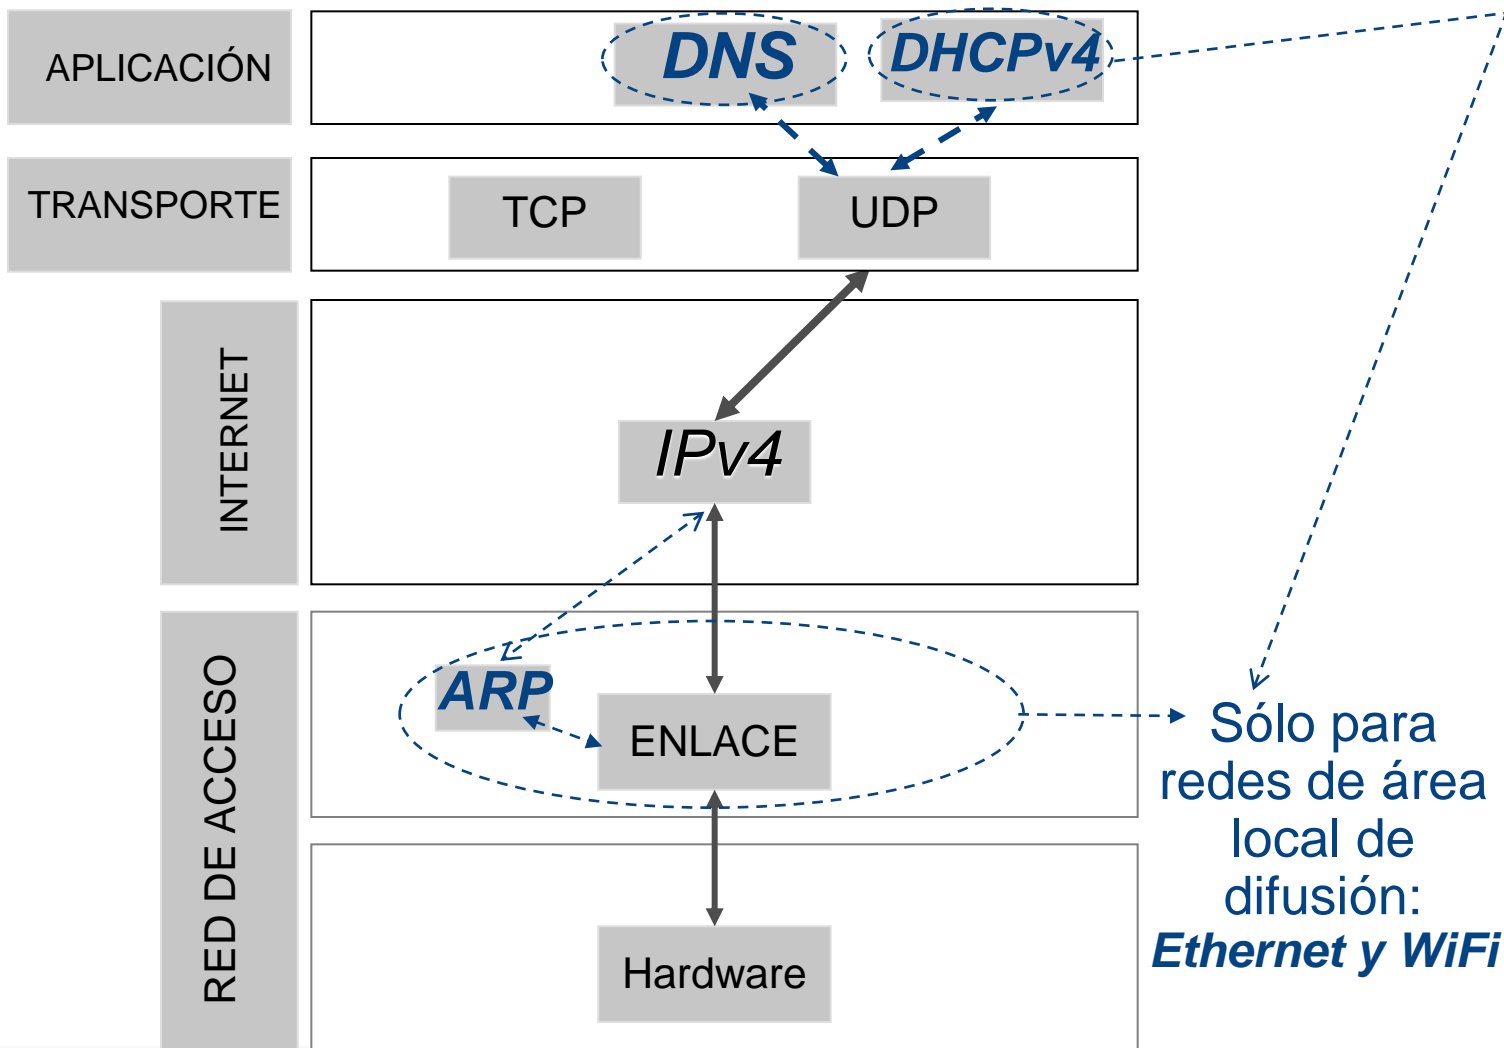 APLICACIÓN
DNS
DHCPv4
TRANSPORTE
TCP
UDP
INTERNET
IPv4
RED DE ACCESO
ARP
ENLACE
Hardware
Sólo para
redes de área
local de
difusión:
Ethernet y WiFi